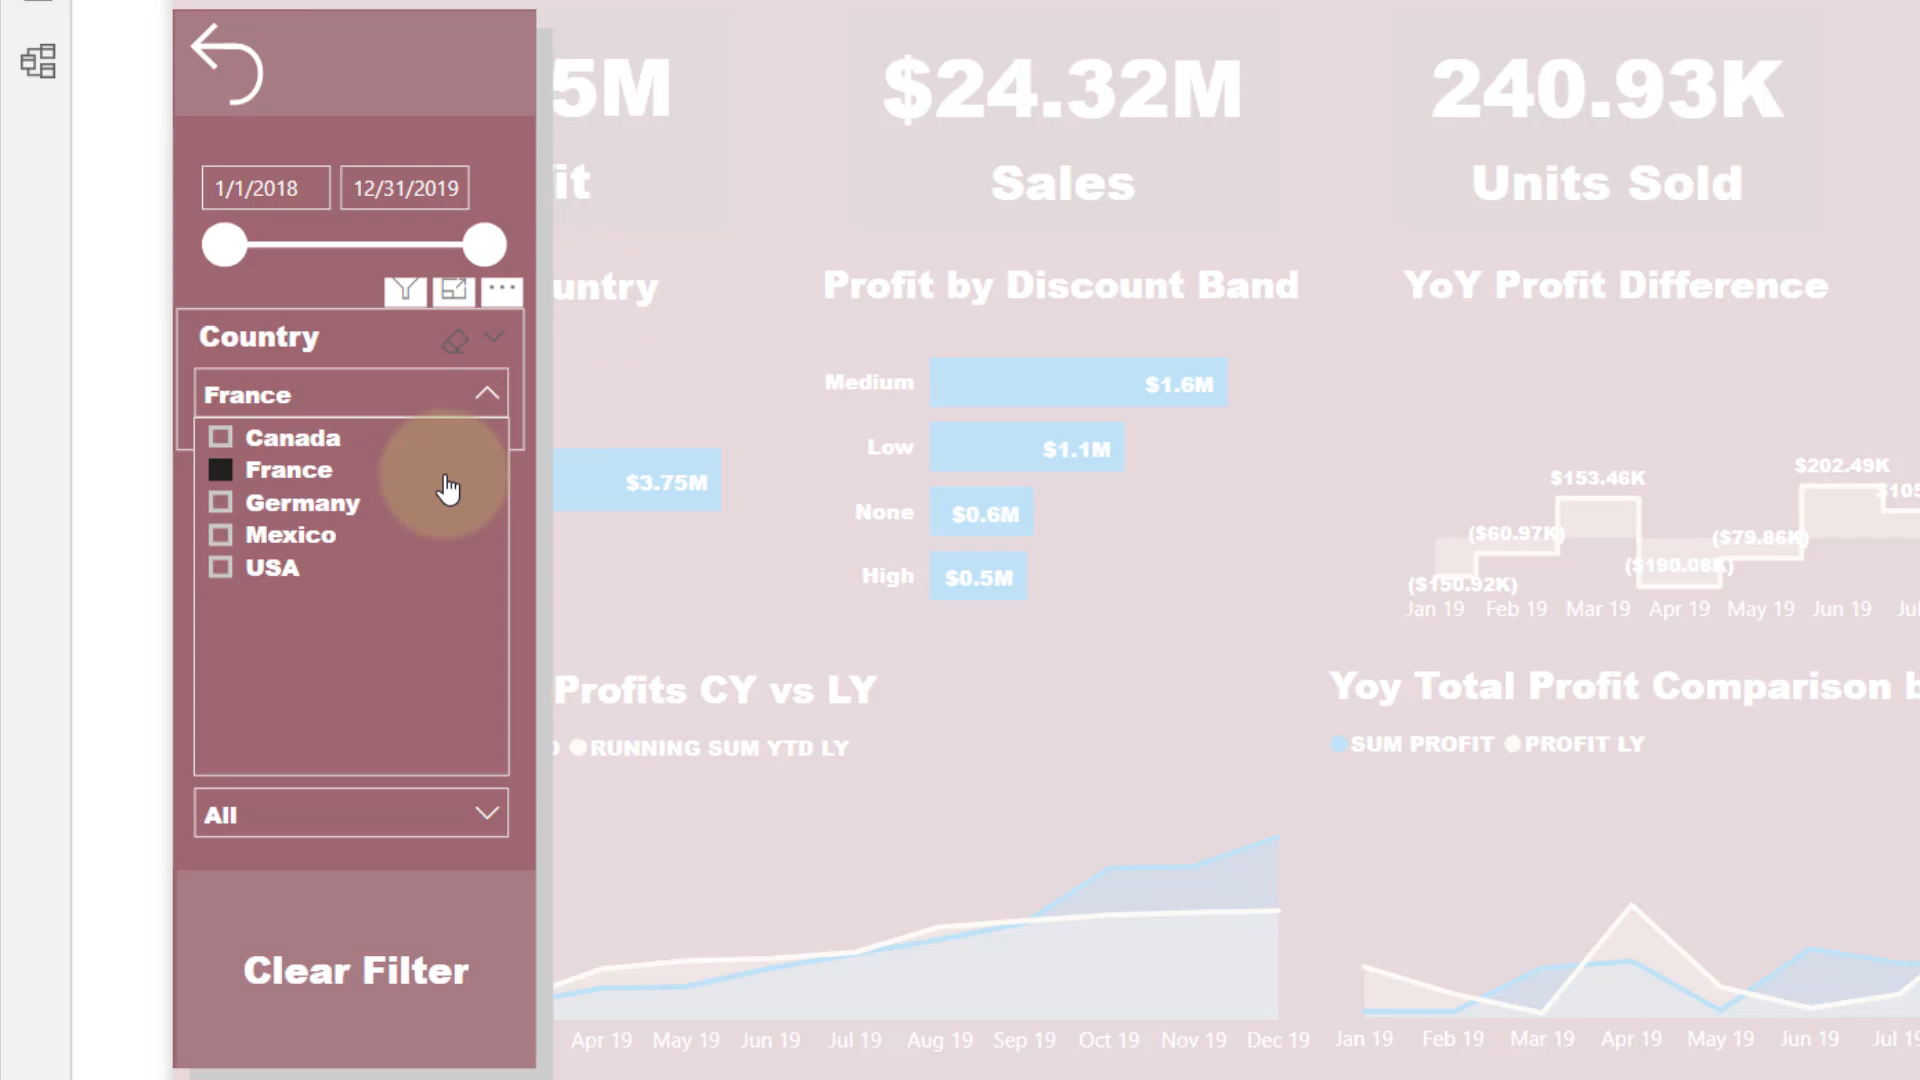 5M
it
$24.32M
Sales
240.93K
Units Sold
1/1/2018
12/31/2019
Country
France
Canada
France
Germany
Mexico
USA
All
Clear Filter
untry
$3.75M
Profit by Discount Band
Medium
$1.6M
Low
$1.1M
None
$0.6M
High
$0.5M
YoY Profit Difference
($150.92K)
($60.97K)
$153.46K
($190.08K)
($79.86K)
$202.49K
$105
Jan 19 Feb 19 Mar 19 Apr 19 May 19 Jun 19 Jul
Profits CY vs LY
RUNNING SUM YTD LY
Apr 19 May 19 Jun 19 Jul 19 Aug 19 Sep 19 Oct 19 Nov 19 Dec 19
Yoy Total Profit Comparison b
SUM PROFIT PROFIT LY
Jan 19 Feb 19 Mar 19 Apr 19 May 19 Jun 19 Jul 19